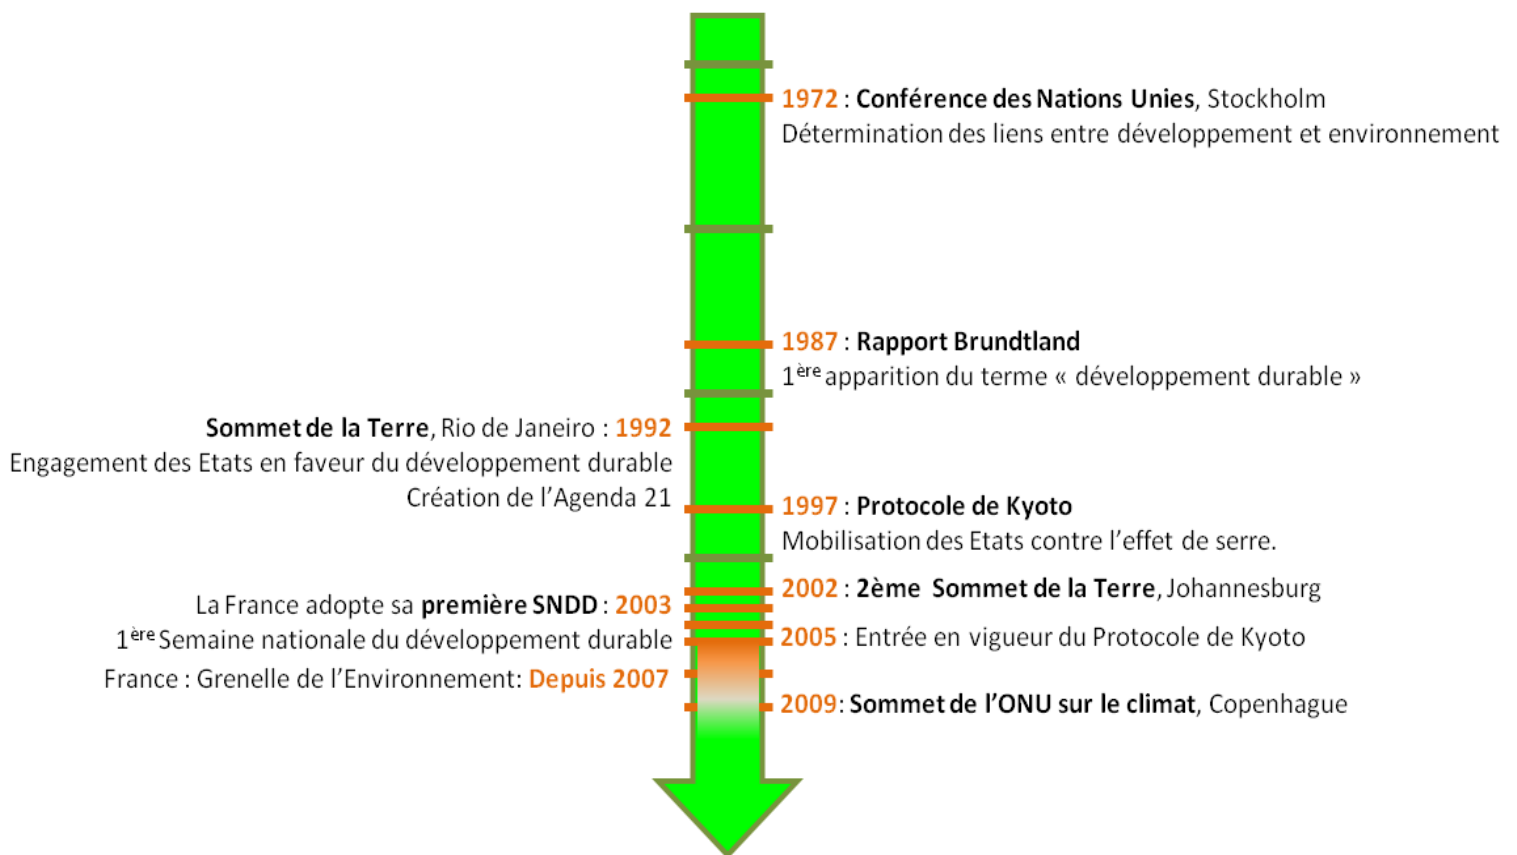 1972 : Conférence des Nations Unies, Stockholm
Détermination des liens entre développement et environnement
1987 : Rapport Brundtland
1ère apparition du terme « développement durable »
Sommet de la Terre, Rio de Janeiro : 1992
Engagement des Etats en faveur du développement durable
Création de l’Agenda 21
1997 : Protocole de Kyoto
Mobilisation des Etats contre l’effet de serre.
2002 : 2ème Sommet de la Terre, Johannesburg
La France adopte sa première SNDD : 2003
1ère Semaine nationale du développement durable
2005 : Entrée en vigueur du Protocole de Kyoto
France : Grenelle de l’Environnement: Depuis 2007
2009: Sommet de l’ONU sur le climat, Copenhague